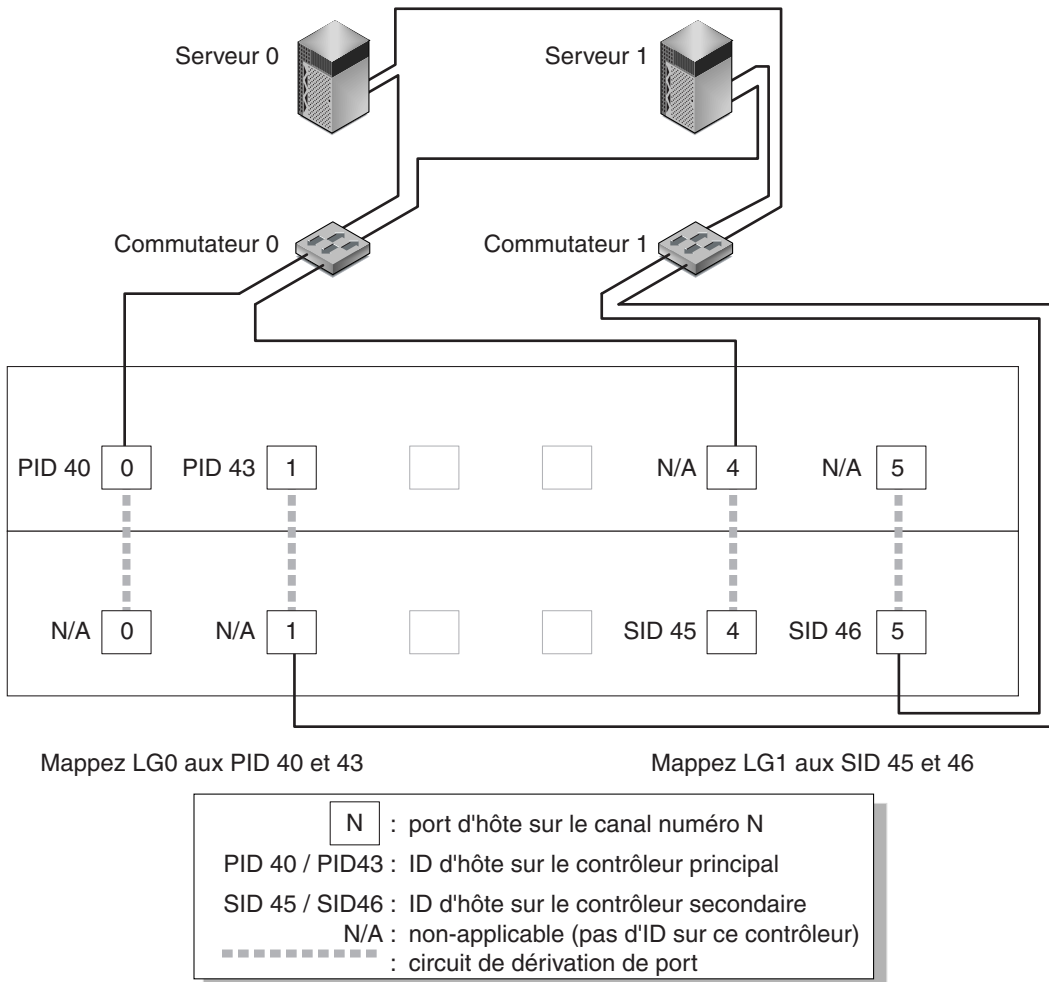 Serveur 0
Serveur 1
Commutateur 0
Commutateur 1
PID 40 0 PID 43 1 N/A 4 N/A 5
N/A 0 N/A 1 SID 45 4 SID 46 5
Mappez LG0 aux PID 40 et 43
Mappez LG1 aux SID 45 et 46
N : port d'hôte sur le canal numéro N
PID 40 / PID43 : ID d'hôte sur le contrôleur principal
SID 45 / SID46 : ID d'hôte sur le contrôleur secondaire
N/A : non-applicable (pas d'ID sur ce contrôleur)
: circuit de dérivation de port